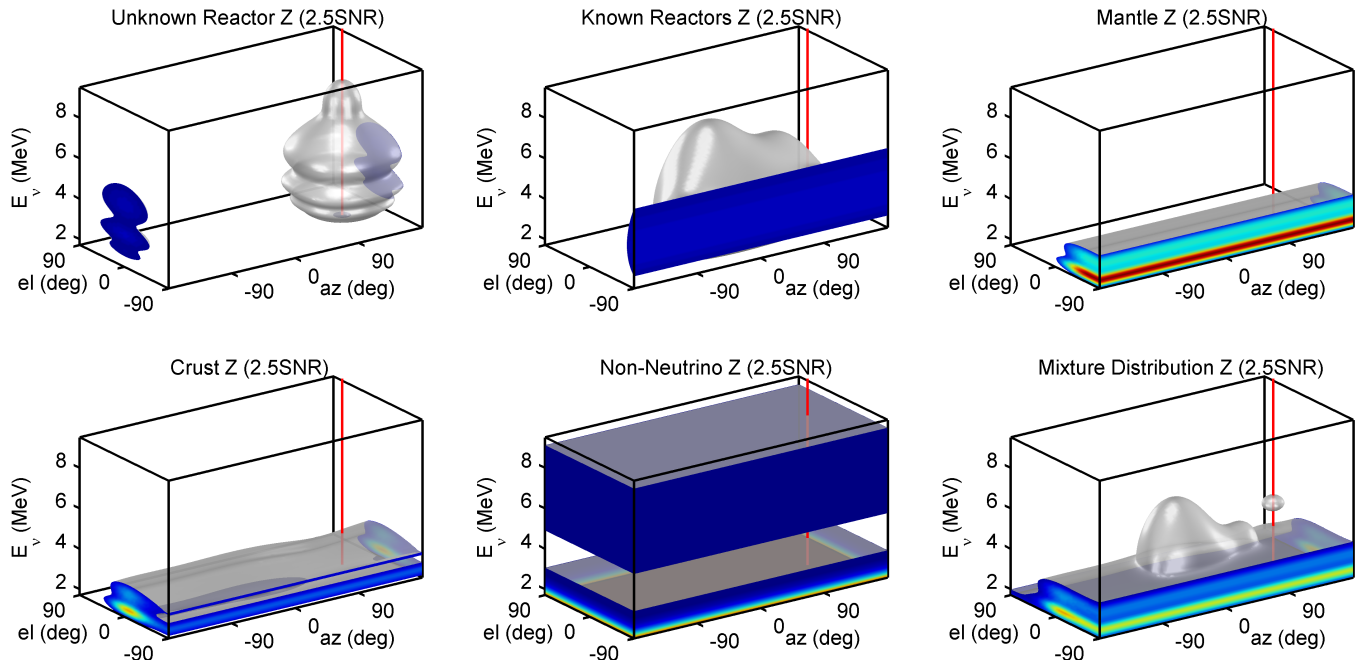 Unknown Reactor Z (2.5SNR)
Known Reactors Z (2.5SNR)
Mantle Z (2.5SNR)
8
6
4
2
E_ν (MeV)
90
0
-90
el (deg)
-90
0
90
az (deg)
8
6
4
2
E_ν (MeV)
90
0
-90
el (deg)
-90
0
90
az (deg)
8
6
4
2
E_ν (MeV)
90
0
-90
el (deg)
-90
0
90
az (deg)
Crust Z (2.5SNR)
Non-Neutrino Z (2.5SNR)
Mixture Distribution Z (2.5SNR)
8
6
4
2
E_ν (MeV)
90
0
-90
el (deg)
-90
0
90
az (deg)
8
6
4
2
E_ν (MeV)
90
0
-90
el (deg)
-90
0
90
az (deg)
8
6
4
2
E_ν (MeV)
90
0
-90
el (deg)
-90
0
90
az (deg)